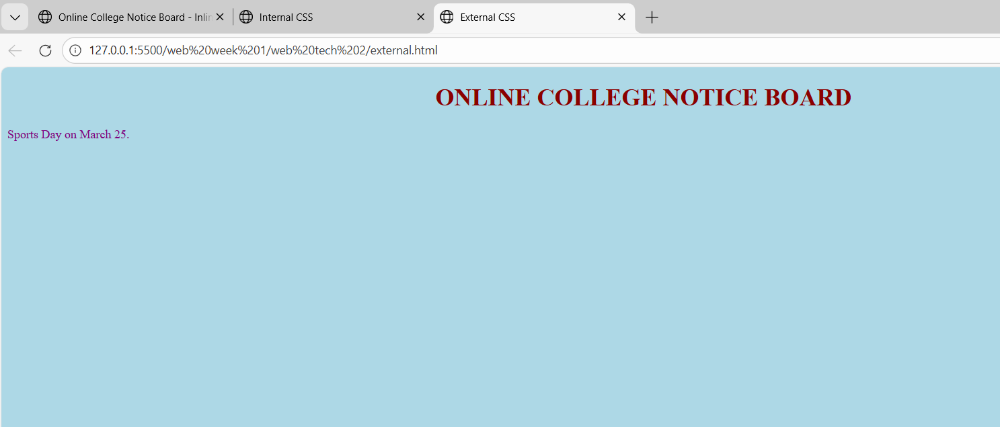 Online College Notice Board - Inlin
Internal CSS
External CSS
127.0.0.1:5500/web%20week%201/web%20tech%202/external.html
ONLINE COLLEGE NOTICE BOARD
Sports Day on March 25.